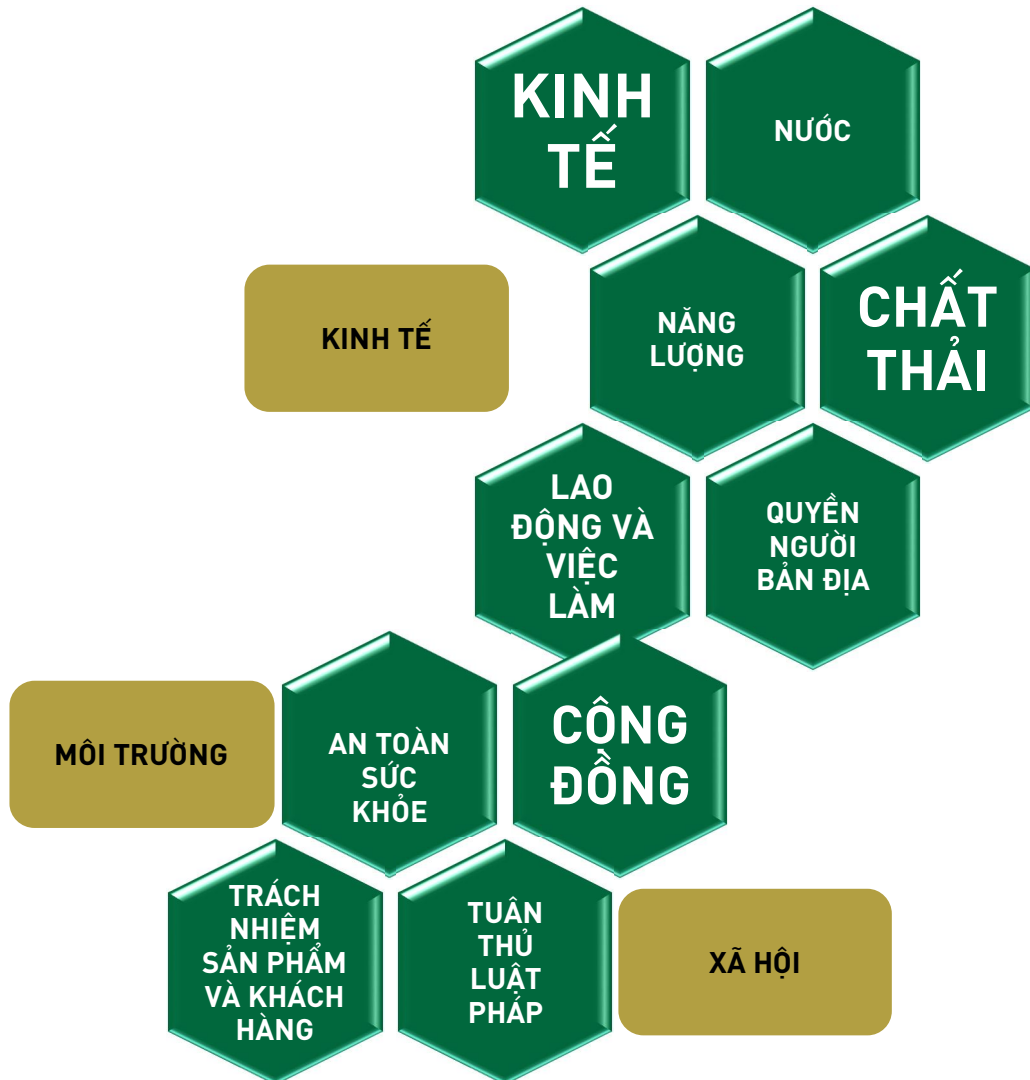 KINH
TẾ
NƯỚC
KINH TẾ
NĂNG
LƯỢNG
CHẤT
THẢI
LAO
ĐỘNG VÀ
VIỆC
LÀM
QUYỀN
NGƯỜI
BẢN ĐỊA
MÔI TRƯỜNG
AN TOÀN
SỨC
KHỎE
CỘNG
ĐỒNG
TRÁCH
NHIỆM
SẢN PHẨM
VÀ KHÁCH
HÀNG
TUÂN
THỦ
LUẬT
PHÁP
XÃ HỘI